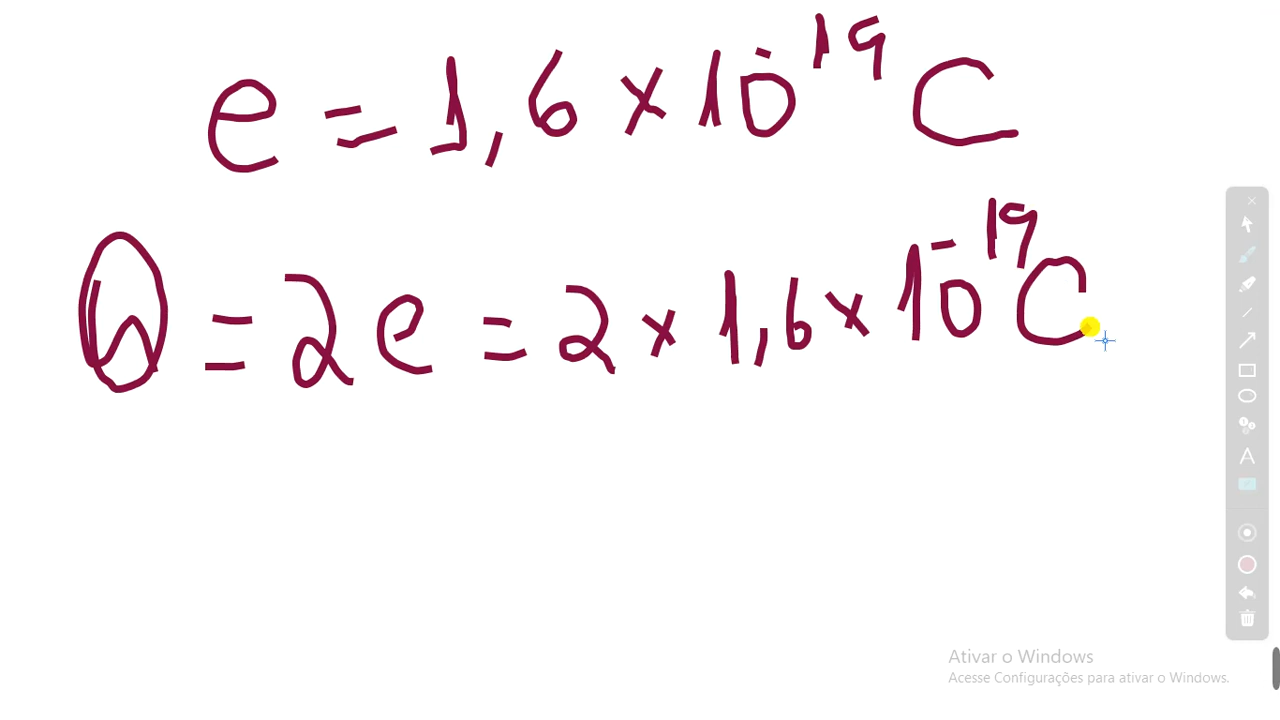 e = 1,6 × 10⁻¹⁹ C
Q = 2e = 2 × 1,6 × 10⁻¹⁹ C
A
Ativar o Windows
Acesse Configurações para ativar o Windows.